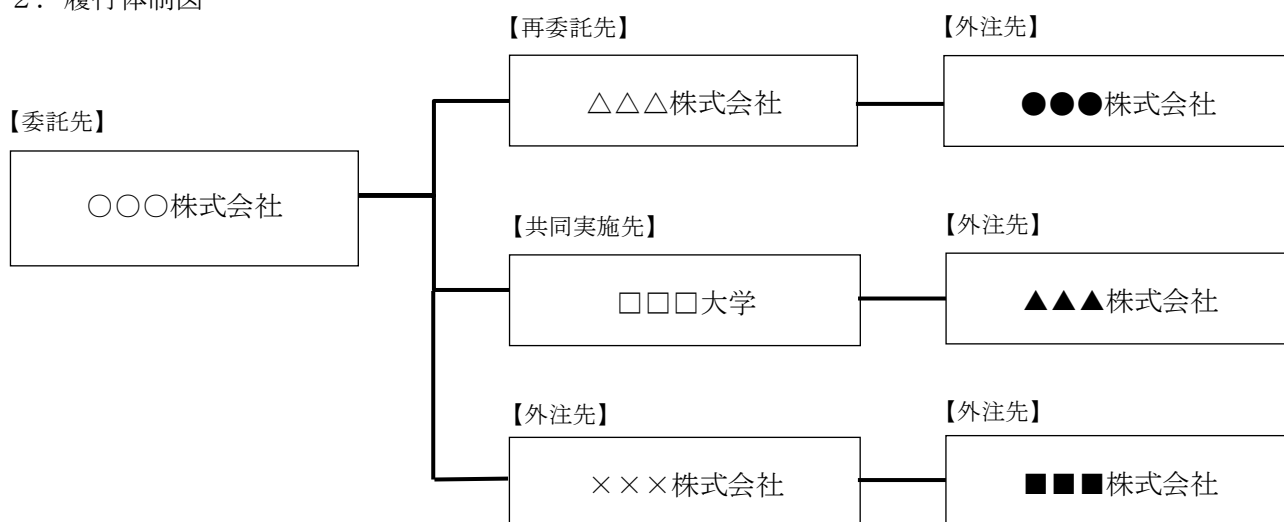 2. 履行体制図
【再委託先】
【外注先】
△△△株式会社
●●●株式会社
【委託先】
○○○株式会社
【共同実施先】
【外注先】
□□□大学
▲▲▲株式会社
【外注先】
【外注先】
×××株式会社
■■■株式会社